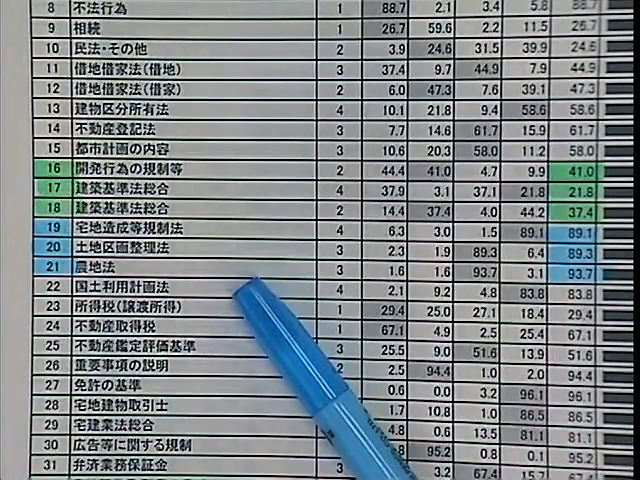 8 不法行為 1 88.7 2.1 3.4 5.8 88.7
9 相続 1 26.7 59.6 2.2 11.5 26.7
10 民法・その他 2 3.9 24.6 31.5 39.9 24.6
11 借地借家法(借地) 3 37.4 9.7 44.9 7.9 44.9
12 借地借家法(借家) 2 6.0 47.3 7.6 39.1 47.3
13 建物区分所有法 4 10.1 21.8 9.4 58.6 58.6
14 不動産登記法 3 7.7 14.6 61.7 15.9 61.7
15 都市計画の内容 3 10.6 20.3 58.0 11.2 58.0
16 開発行為の規制等 2 44.4 41.0 4.7 9.9 41.0
17 建築基準法総合 4 37.9 3.1 37.1 21.8 21.8
18 建築基準法総合 2 14.4 37.4 4.0 44.2 37.4
19 宅地造成等規制法 4 6.3 3.0 1.5 89.1 89.1
20 土地区画整理法 3 2.3 1.9 89.3 6.4 89.3
21 農地法 3 1.6 1.6 93.7 3.1 93.7
22 国土利用計画法 4 2.1 9.2 4.8 83.8 83.8
23 所得税(譲渡所得) 1 29.4 25.0 27.1 18.4 29.4
24 不動産取得税 1 67.1 4.9 2.5 25.4 67.1
25 不動産鑑定評価基準 3 25.5 9.0 51.6 13.9 51.6
26 重要事項の説明 2 2.5 94.4 1.0 2.0 94.4
27 免許の基準 0.6 0.0 3.2 96.1 96.1
28 宅地建物取引士 1.7 10.8 1.0 86.5 86.5
29 宅建業法総合 4.8 0.6 13.5 81.1 81.1
30 広告等に関する規制 95.2 0.8 0.1 95.2
31 弁済業務保証金 3 3.2 67.4 15.7 67.4